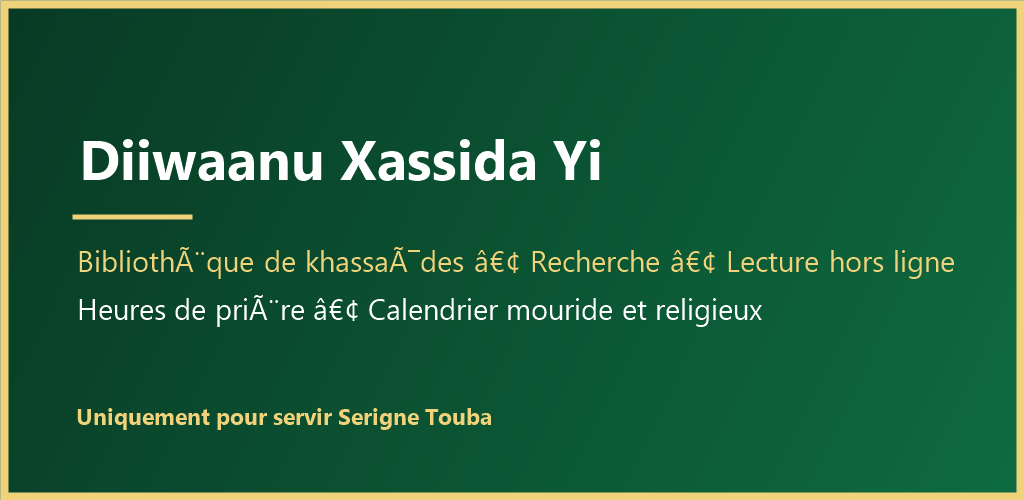 Diiwaanu Xassida Yi
BibliothÃ¨que de khassaÃ¯des â€¢ Recherche â€¢ Lecture hors ligne
Heures de priÃ¨re â€¢ Calendrier mouride et religieux
Uniquement pour servir Serigne Touba